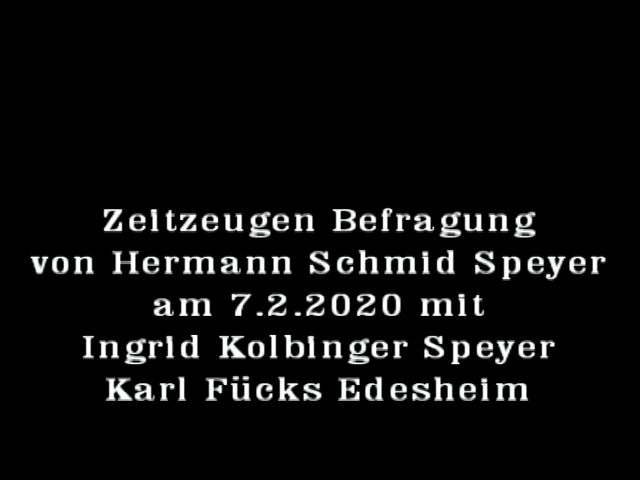 Zeitzeugen Befragung
von Hermann Schmid Speyer
am 7.2.2020 mit
Ingrid Kolbinger Speyer
Karl Fücks Edesheim